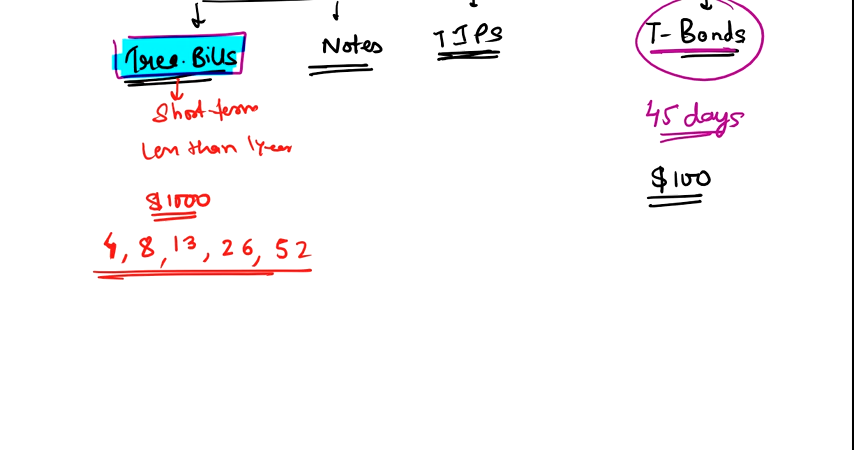 Trea. Bills
Notes
TIPS
T-Bonds
Short-term
Less than 1 year
45 days
$1000
$100
4, 8, 13, 26, 52